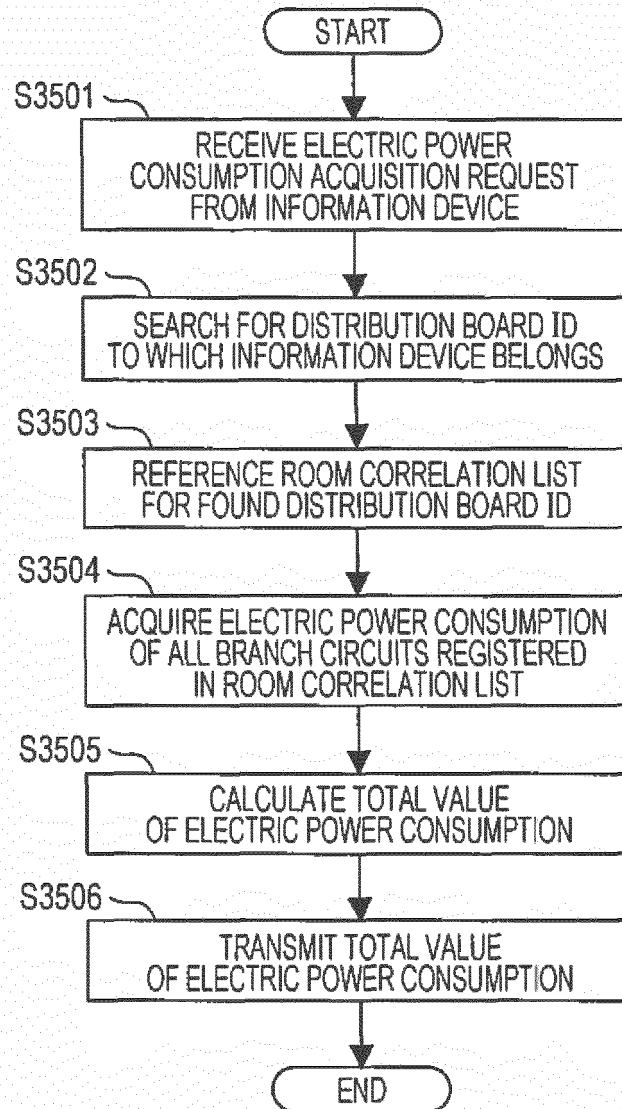 START
S3501
RECEIVE ELECTRIC POWER
CONSUMPTION ACQUISITION REQUEST
FROM INFORMATION DEVICE
S3502
SEARCH FOR DISTRIBUTION BOARD ID
TO WHICH INFORMATION DEVICE BELONGS
S3503
REFERENCE ROOM CORRELATION LIST
FOR FOUND DISTRIBUTION BOARD ID
S3504
ACQUIRE ELECTRIC POWER CONSUMPTION
OF ALL BRANCH CIRCUITS REGISTERED
IN ROOM CORRELATION LIST
S3505
CALCULATE TOTAL VALUE
OF ELECTRIC POWER CONSUMPTION
S3506
TRANSMIT TOTAL VALUE
OF ELECTRIC POWER CONSUMPTION
END